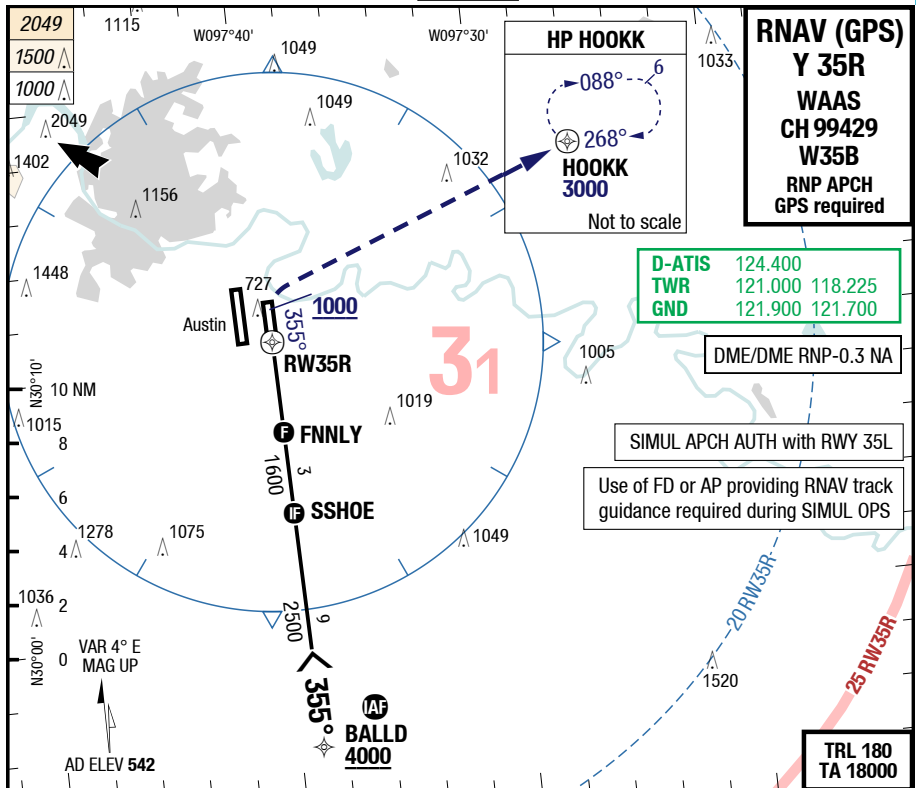 2049
1500
1000
1115
W097°40'
W097°30'
1049
1033
HP HOOKK
088°
6
268°
HOOKK
3000
Not to scale
RNAV (GPS)
Y 35R
WAAS
CH 99429
W35B
RNP APCH
GPS required
2049
1049
1402
1032
1156
1448
727
Austin
1000
355°
RW35R
31
D-ATIS 124.400
TWR 121.000 118.225
GND 121.900 121.700
DME/DME RNP-0.3 NA
1005
N30°10'
10 NM
1015
1019
8
F FNNLY
SIMUL APCH AUTH with RWY 35L
1600
3
6
IF SSHOE
Use of FD or AP providing RNAV track
guidance required during SIMUL OPS
1278
1075
1049
4
1036
2
2500
9
20 RW35R
25 RW35R
N30°00'
0
VAR 4° E
MAG UP
1520
355°
IAF
BALLD
4000
AD ELEV 542
TRL 180
TA 18000